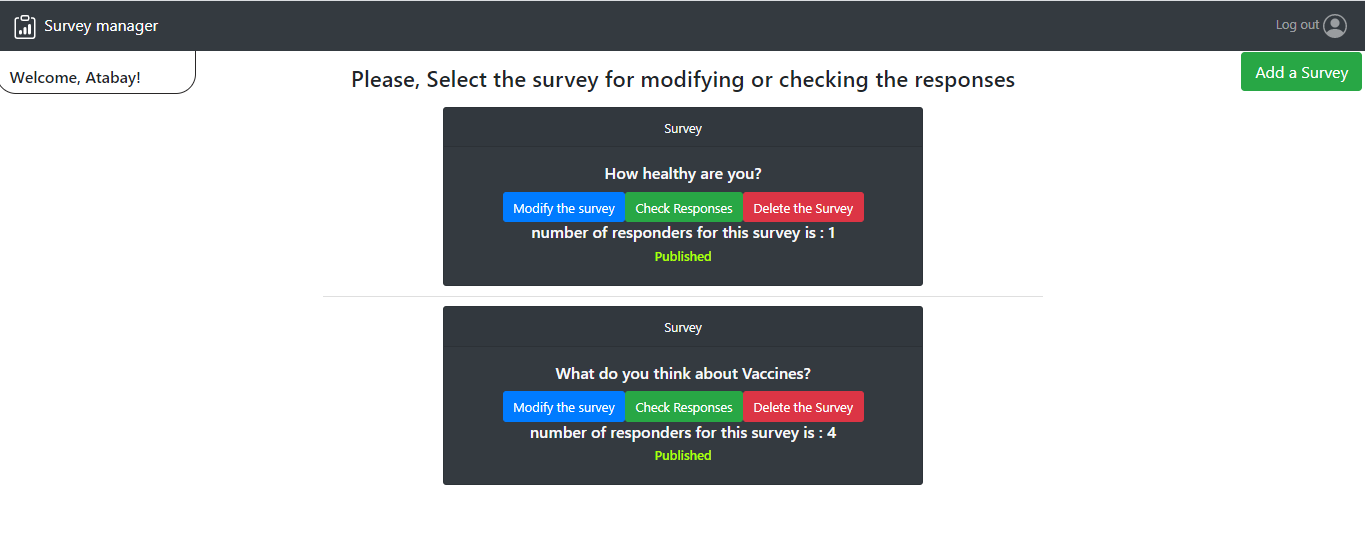 Survey manager
Log out
Welcome, Atabay!
Please, Select the survey for modifying or checking the responses
Add a Survey
Survey
How healthy are you?
Modify the survey Check Responses Delete the Survey
number of responders for this survey is : 1
Published
Survey
What do you think about Vaccines?
Modify the survey Check Responses Delete the Survey
number of responders for this survey is : 4
Published